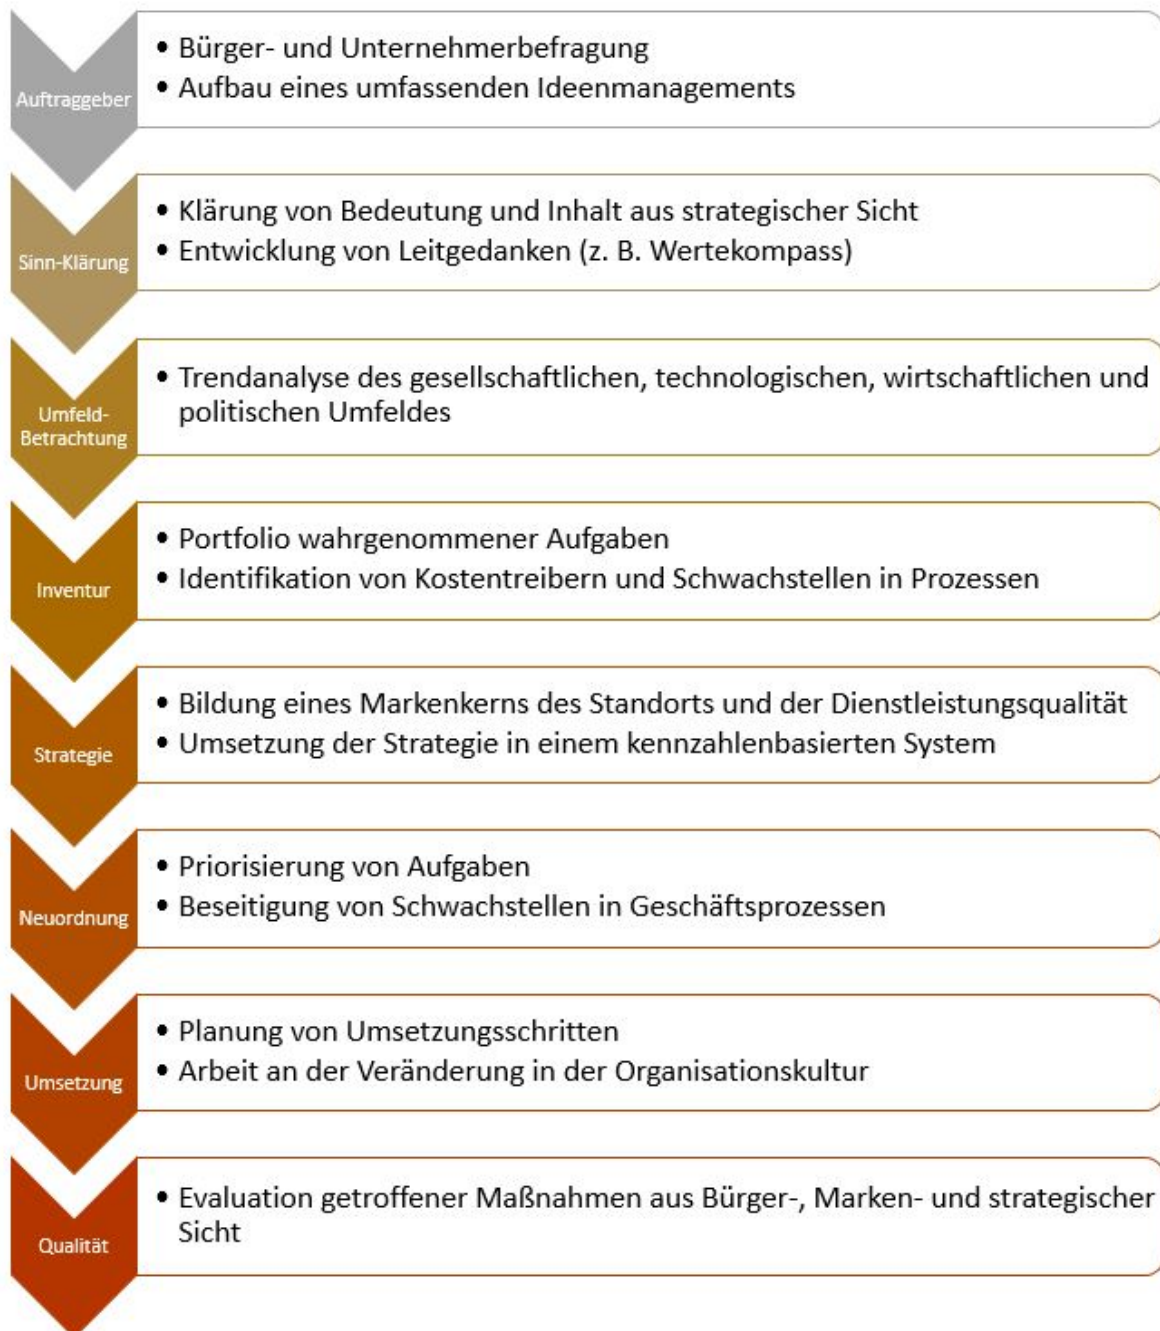 Auftraggeber
• Bürger- und Unternehmerbefragung
• Aufbau eines umfassenden Ideenmanagements
Sinn-Klärung
• Klärung von Bedeutung und Inhalt aus strategischer Sicht
• Entwicklung von Leitgedanken (z. B. Wertekompass)
Umfeld-
Betrachtung
• Trendanalyse des gesellschaftlichen, technologischen, wirtschaftlichen und
politischen Umfeldes
Inventur
• Portfolio wahrgenommener Aufgaben
• Identifikation von Kostentreibern und Schwachstellen in Prozessen
Strategie
• Bildung eines Markenkerns des Standorts und der Dienstleistungsqualität
• Umsetzung der Strategie in einem kennzahlenbasierten System
Neuordnung
• Priorisierung von Aufgaben
• Beseitigung von Schwachstellen in Geschäftsprozessen
Umsetzung
• Planung von Umsetzungsschritten
• Arbeit an der Veränderung in der Organisationskultur
Qualität
• Evaluation getroffener Maßnahmen aus Bürger-, Marken- und strategischer
Sicht